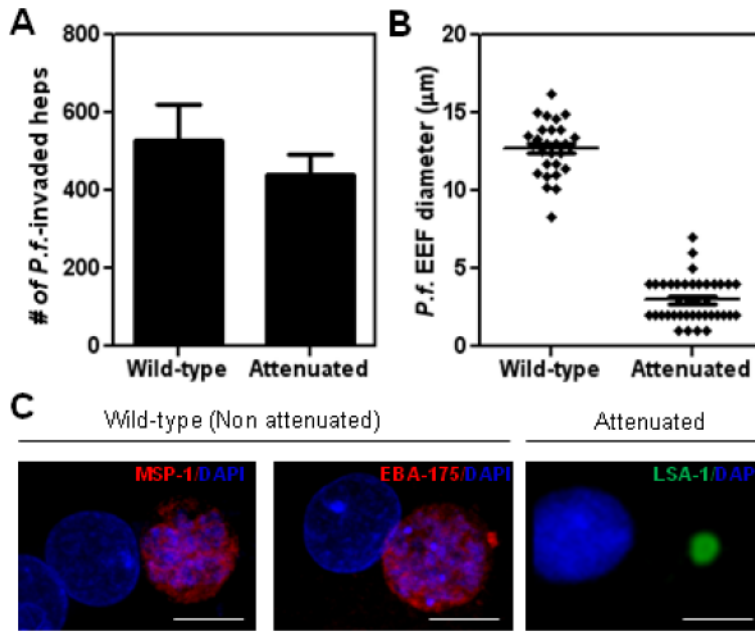 A
# of P.f.-invaded heps
800
600
400
200
0
Wild-type Attenuated
B
P.f. EEF diameter (µm)
20
15
10
5
0
Wild-type Attenuated
C
Wild-type (Non attenuated)
Attenuated
MSP-1/DAPI
EBA-175/DAPI
LSA-1/DAPI